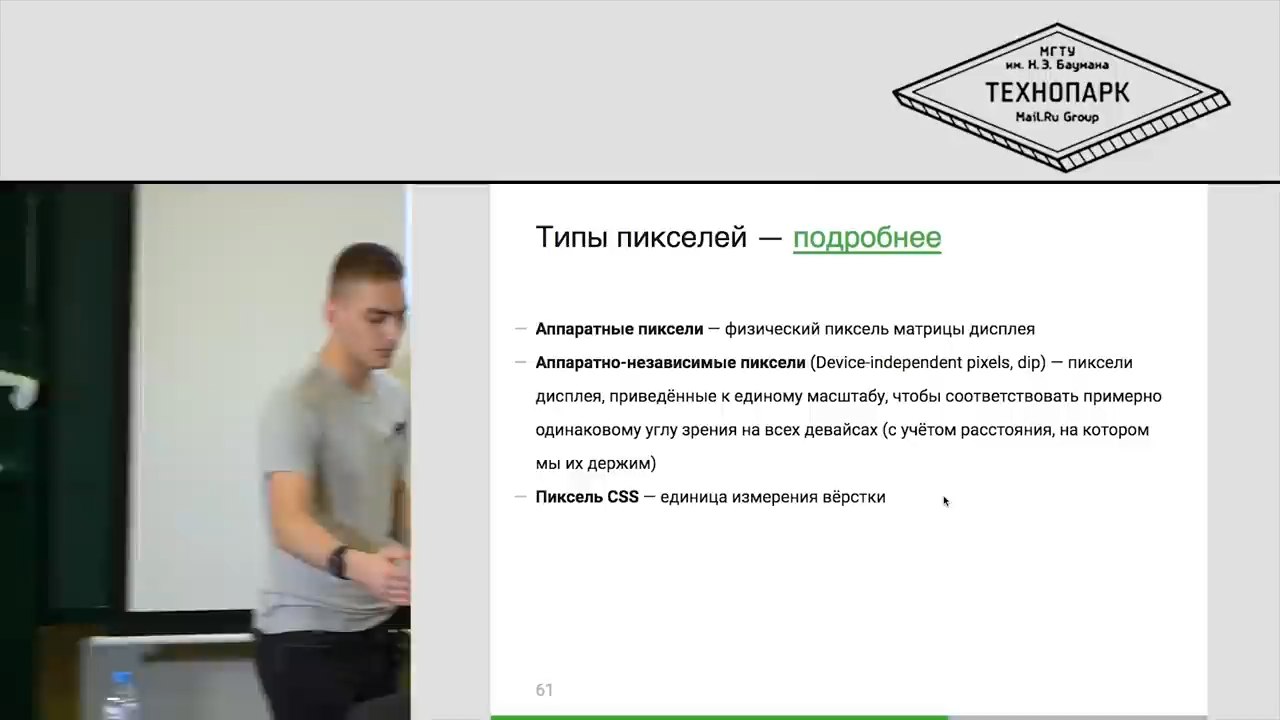 МГТУ
им. Н.Э. Баумана
ТЕХНОПАРК
Mail.Ru Group
Типы пикселей — подробнее
— Аппаратные пиксели — физический пиксель матрицы дисплея
— Аппаратно-независимые пиксели (Device-independent pixels, dip) — пиксели
дисплея, приведённые к единому масштабу, чтобы соответствовать примерно
одинаковому углу зрения на всех девайсах (с учётом расстояния, на котором
мы их держим)
— Пиксель CSS — единица измерения вёрстки
61